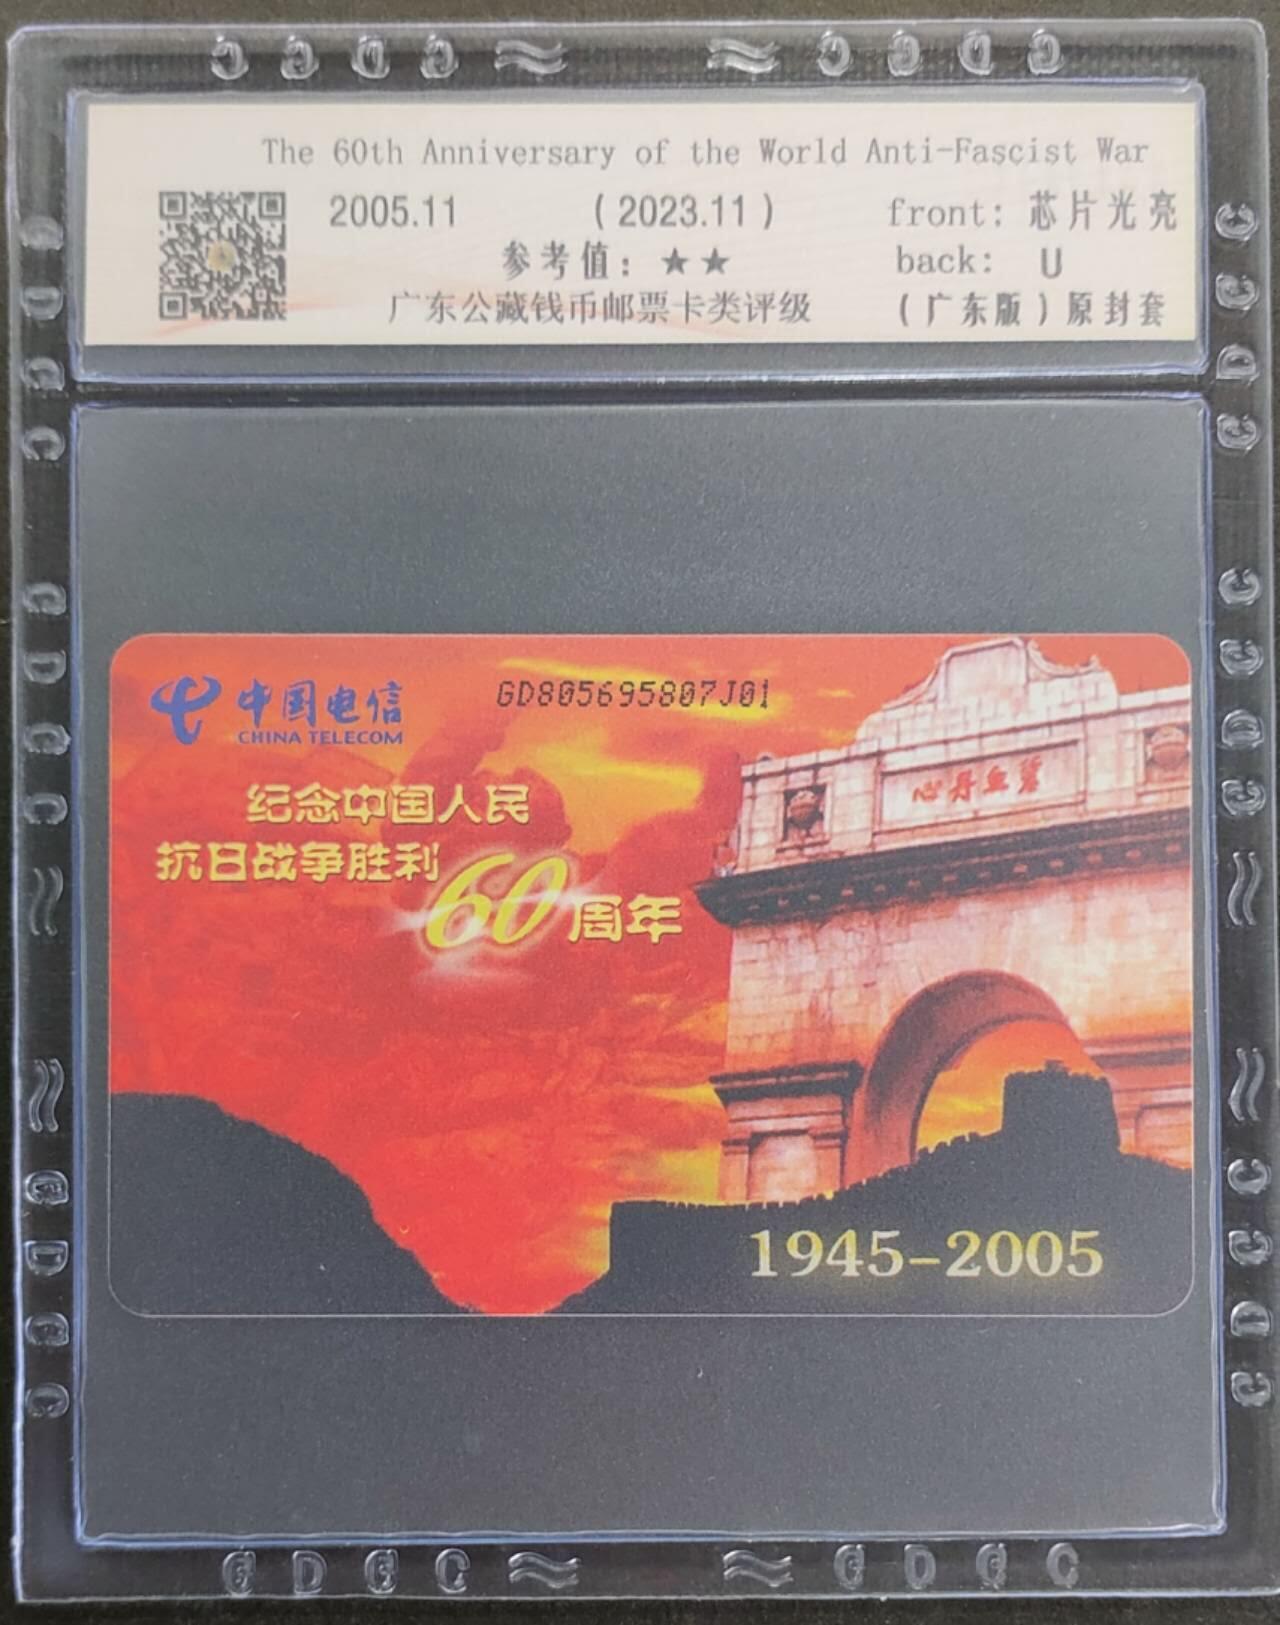 The 60th Anniversary of the World Anti-Fascist War
2005.11 (2023.11) front: 芯片光亮
参考值：★★ back: U
广东公藏钱币邮票卡类评级 (广东版)原封套
中国电信 GD805695807J01
CHINA TELECOM
心丹血碧
纪念中国人民
抗日战争胜利60周年
1945-2005
G D G C
G D G C
G D G C
G D G C
G D G C
G D G C
G D G C
G D G C